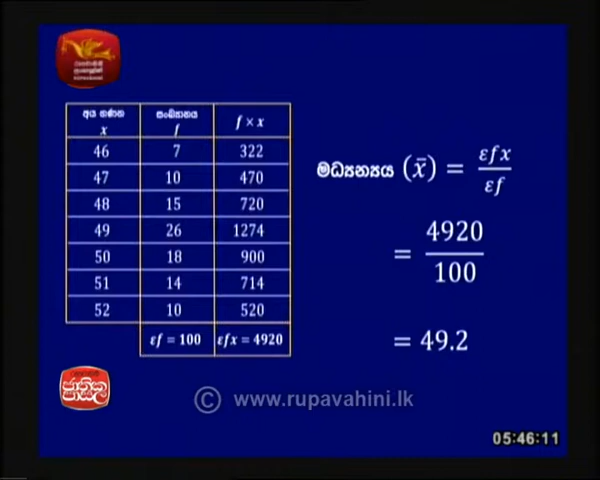 අය ගණන
x
සංඛ්‍යාතය
f
f × x
46 7 322
47 10 470
48 15 720
49 26 1274
50 18 900
51 14 714
52 10 520
εf = 100 εfx = 4920
මධ්‍යන්‍යය (x̄) = εfx / εf
= 4920 / 100
= 49.2
ජාතික
පාසල
© www.rupavahini.lk
05:46:11